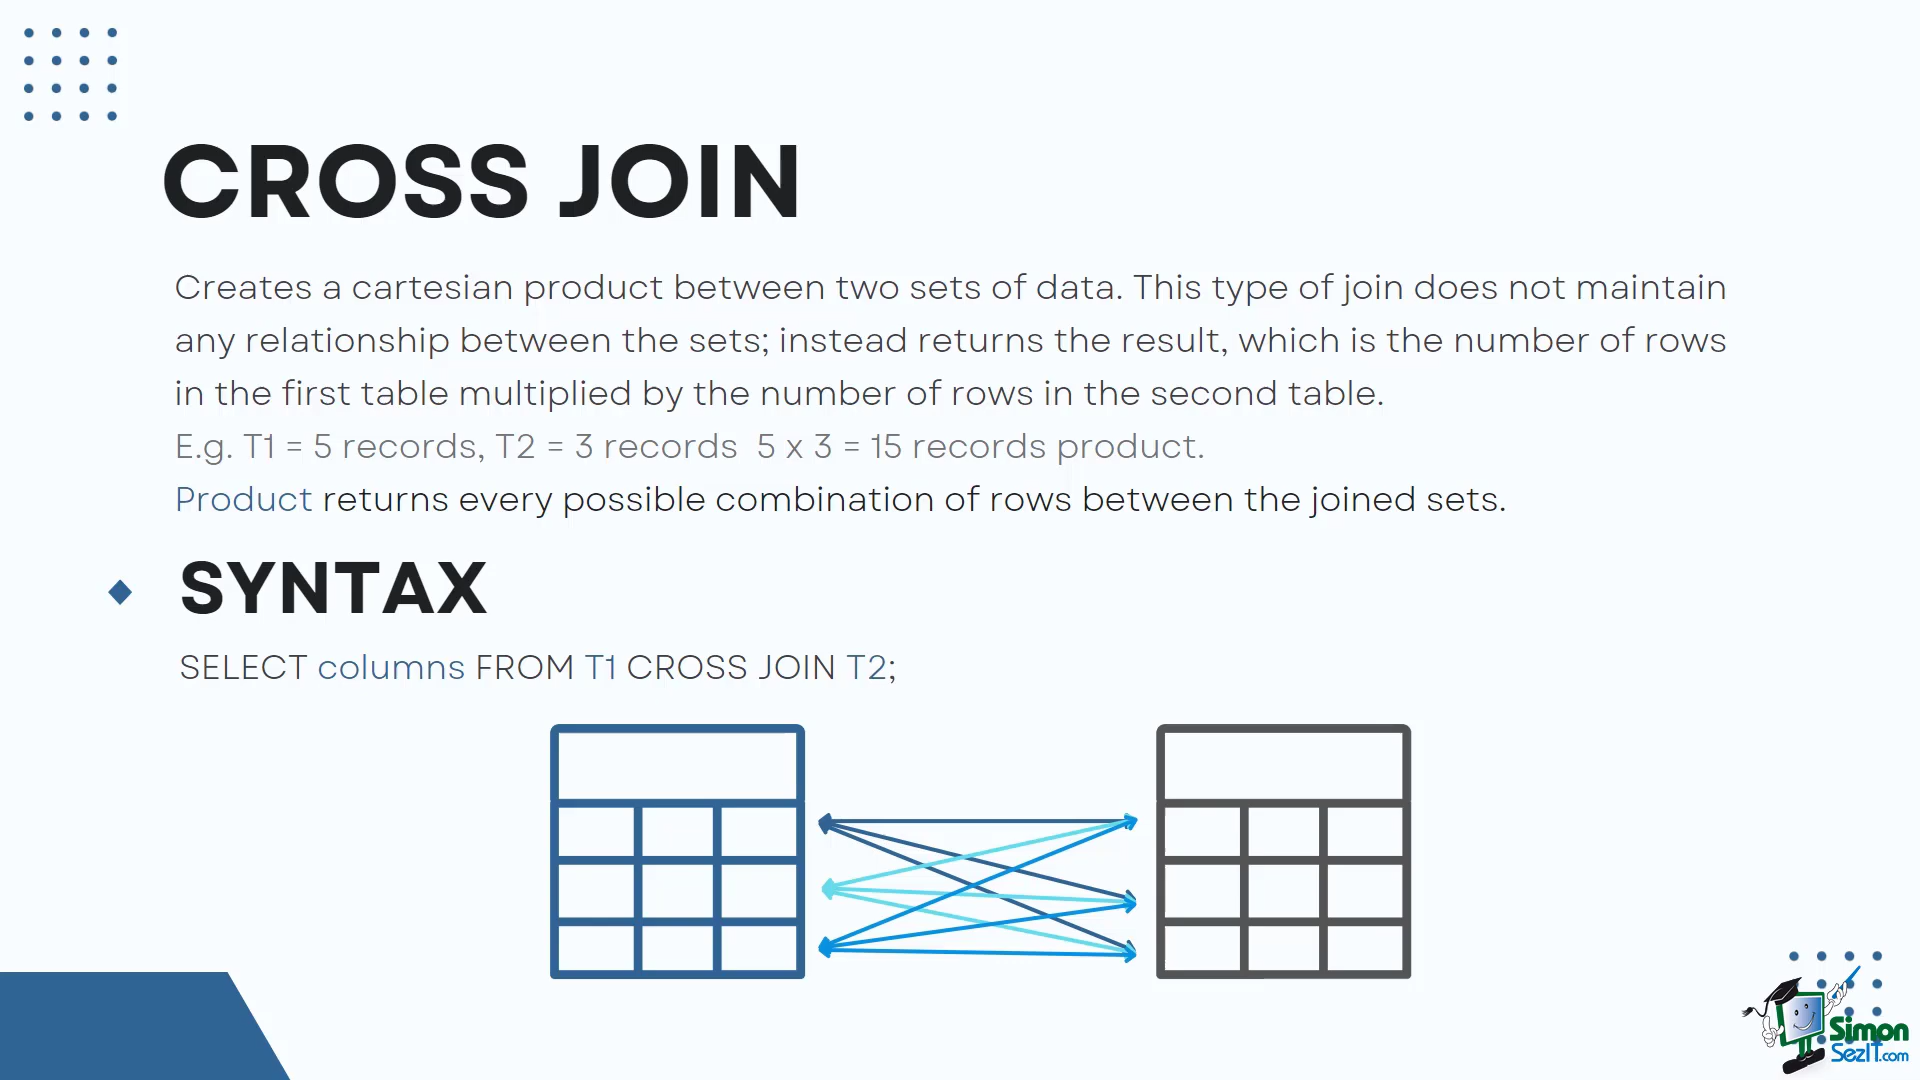 CROSS JOIN
Creates a cartesian product between two sets of data. This type of join does not maintain
any relationship between the sets; instead returns the result, which is the number of rows
in the first table multiplied by the number of rows in the second table.
E.g. T1 = 5 records, T2 = 3 records  5 x 3 = 15 records product.
Product returns every possible combination of rows between the joined sets.
SYNTAX
SELECT columns FROM T1 CROSS JOIN T2;
Simon
SezIT.com